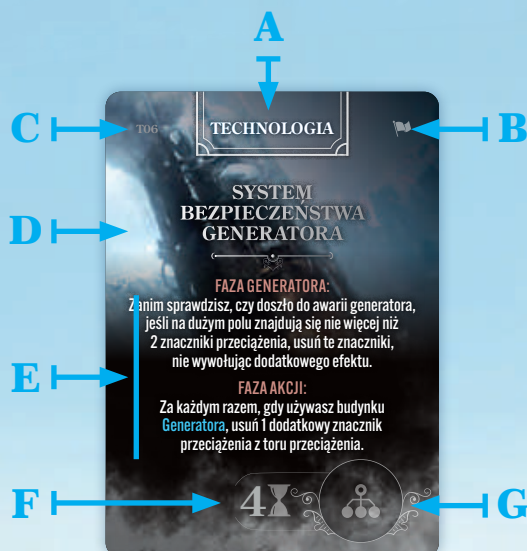 A
C
T06
TECHNOLOGIA
B
SYSTEM
BEZPIECZEŃSTWA
GENERATORA
D
FAZA GENERATORA:
Zanim sprawdzisz, czy doszło do awarii generatora,
jeśli na dużym polu znajdują się nie więcej niż
2 znaczniki przeciążenia, usuń te znaczniki,
nie wywołując dodatkowego efektu.
E
FAZA AKCJI:
Za każdym razem, gdy używasz budynku
Generatora, usuń 1 dodatkowy znacznik
przeciążenia z toru przeciążenia.
F
4
G